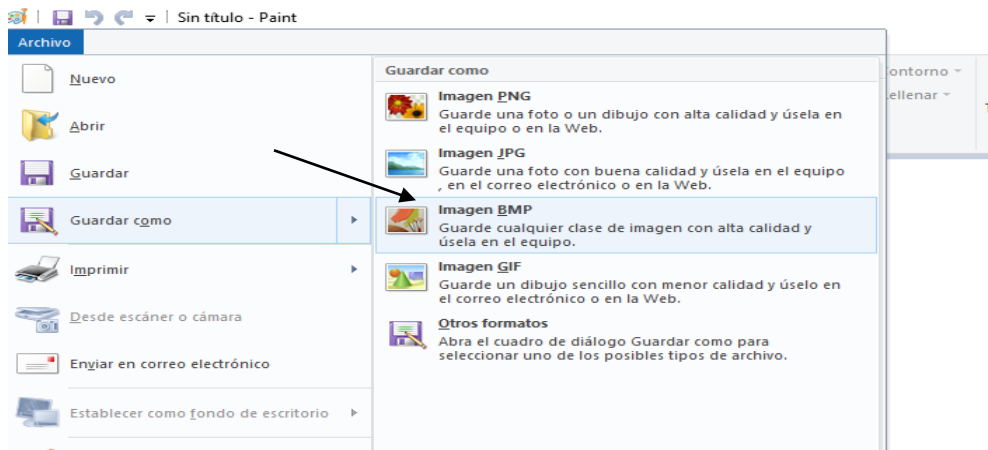 Sin título - Paint
Archivo
Nuevo
Abrir
Guardar
Guardar como
Imprimir
Desde escáner o cámara
Enviar en correo electrónico
Establecer como fondo de escritorio
Guardar como
Imagen PNG
Guarde una foto o un dibujo con alta calidad y úsela en
el equipo o en la Web.
Imagen JPG
Guarde una foto con buena calidad y úsela en el equipo
, en el correo electrónico o en la Web.
Imagen BMP
Guarde cualquier clase de imagen con alta calidad y
úsela en el equipo.
Imagen GIF
Guarde un dibujo sencillo con menor calidad y úselo en
el correo electrónico o en la Web.
Otros formatos
Abra el cuadro de diálogo Guardar como para
seleccionar uno de los posibles tipos de archivo.
ontorno
ellenar